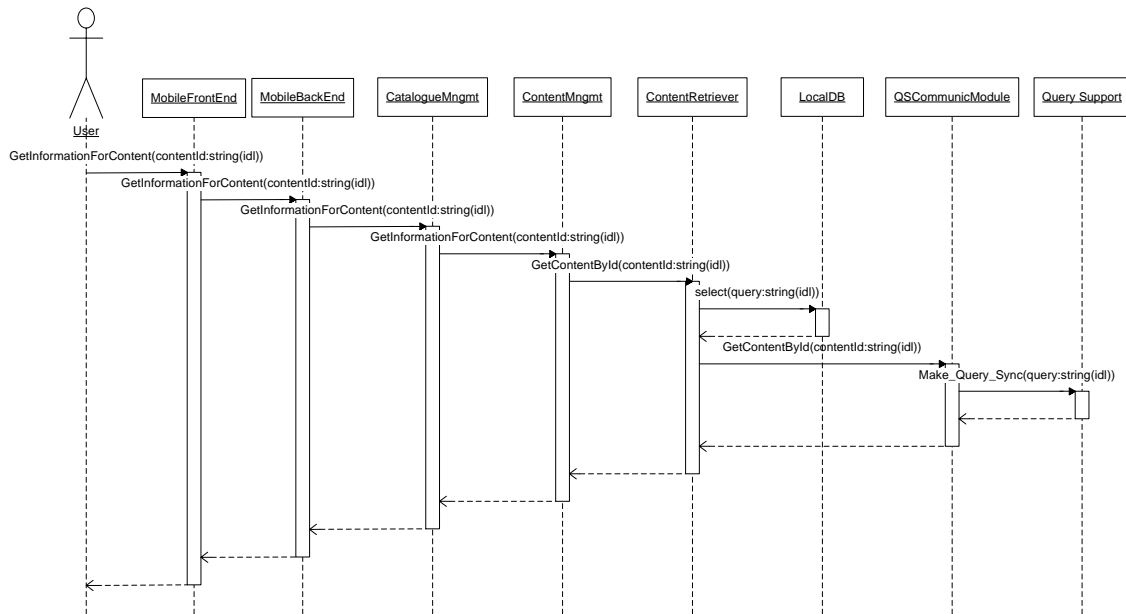 MobileFrontEnd
MobileBackEnd
CatalogueMngmt
ContentMngmt
ContentRetriever
LocalDB
QSCommunicModule
Query Support
User
GetInformationForContent(contentId:string(idl))
GetInformationForContent(contentId:string(idl))
GetInformationForContent(contentId:string(idl))
GetInformationForContent(contentId:string(idl))
GetContentById(contentId:string(idl))
select(query:string(idl))
GetContentById(contentId:string(idl))
Make_Query_Sync(query:string(idl))